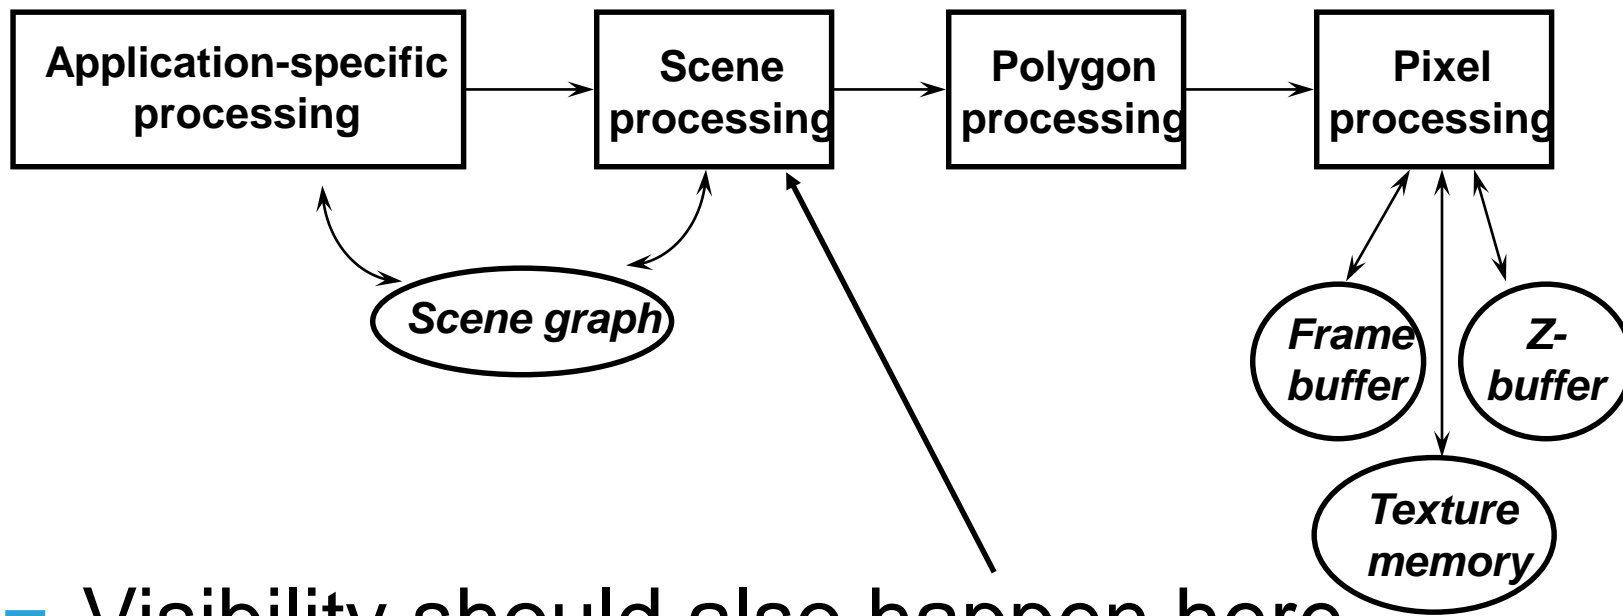 Application-specific
processing
Scene
processing
Polygon
processing
Pixel
processing
Scene graph
Frame
buffer
Z-
buffer
Texture
memory
Visibility should also happen here